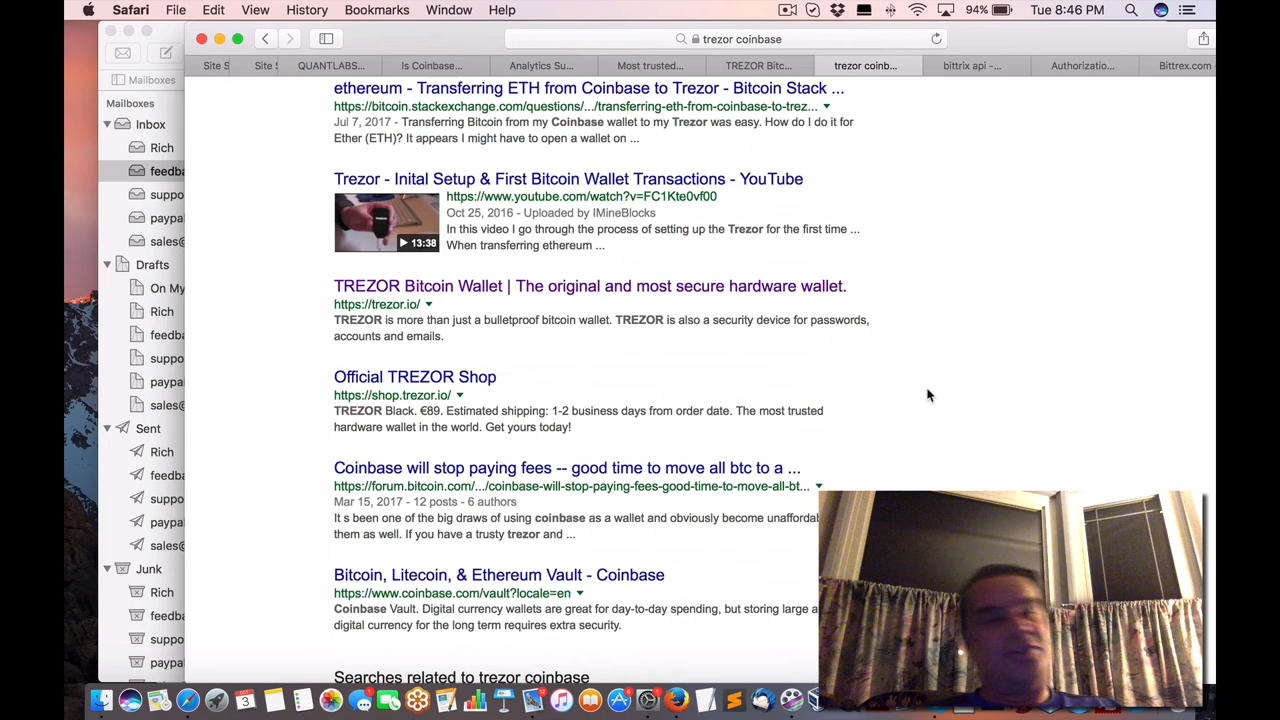 Safari File Edit View History Bookmarks Window Help 94% Tue 8:46 PM
trezor coinbase
Site S Site QUANTLABS... Is Coinbase... Analytics Su... Most trusted... TREZOR Bitc... trezor coinb... bittrix api -... Authorizatio... Bittrex.com
Mailboxes
Mailboxes
Inbox
Rich
feedba
suppo
paypa
sales@
Drafts
On My
Rich
feedba
suppo
paypa
sales@
Sent
Rich
feedba
suppo
paypa
sales@
Junk
Rich
feedba
suppo
paypa
ethereum - Transferring ETH from Coinbase to Trezor - Bitcoin Stack ...
https://bitcoin.stackexchange.com/questions/.../transferring-eth-from-coinbase-to-trez...
Jul 7, 2017 - Transferring Bitcoin from my Coinbase wallet to my Trezor was easy. How do I do it for
Ether (ETH)? It appears I might have to open a wallet on ...
Trezor - Inital Setup & First Bitcoin Wallet Transactions - YouTube
https://www.youtube.com/watch?v=FC1Kte0vf00
Oct 25, 2016 - Uploaded by IMineBlocks
13:38
In this video I go through the process of setting up the Trezor for the first time ...
When transferring ethereum ...
TREZOR Bitcoin Wallet | The original and most secure hardware wallet.
https://trezor.io/
TREZOR is more than just a bulletproof bitcoin wallet. TREZOR is also a security device for passwords,
accounts and emails.
Official TREZOR Shop
https://shop.trezor.io/
TREZOR Black. €89. Estimated shipping: 1-2 business days from order date. The most trusted
hardware wallet in the world. Get yours today!
Coinbase will stop paying fees -- good time to move all btc to a ...
https://forum.bitcoin.com/.../coinbase-will-stop-paying-fees-good-time-to-move-all-bt...
Mar 15, 2017 - 12 posts - 6 authors
It s been one of the big draws of using coinbase as a wallet and obviously become unaffordab
them as well. If you have a trusty trezor and ...
Bitcoin, Litecoin, & Ethereum Vault - Coinbase
https://www.coinbase.com/vault?locale=en
Coinbase Vault. Digital currency wallets are great for day-to-day spending, but storing large a
digital currency for the long term requires extra security.
Searches related to trezor coinbase